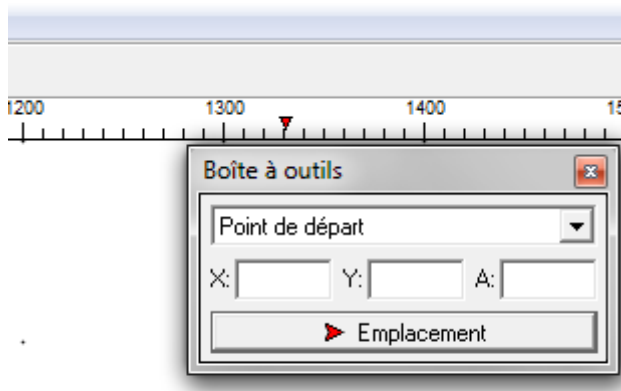 1200 1300 1400
Boîte à outils
Point de départ
X: Y: A:
Emplacement